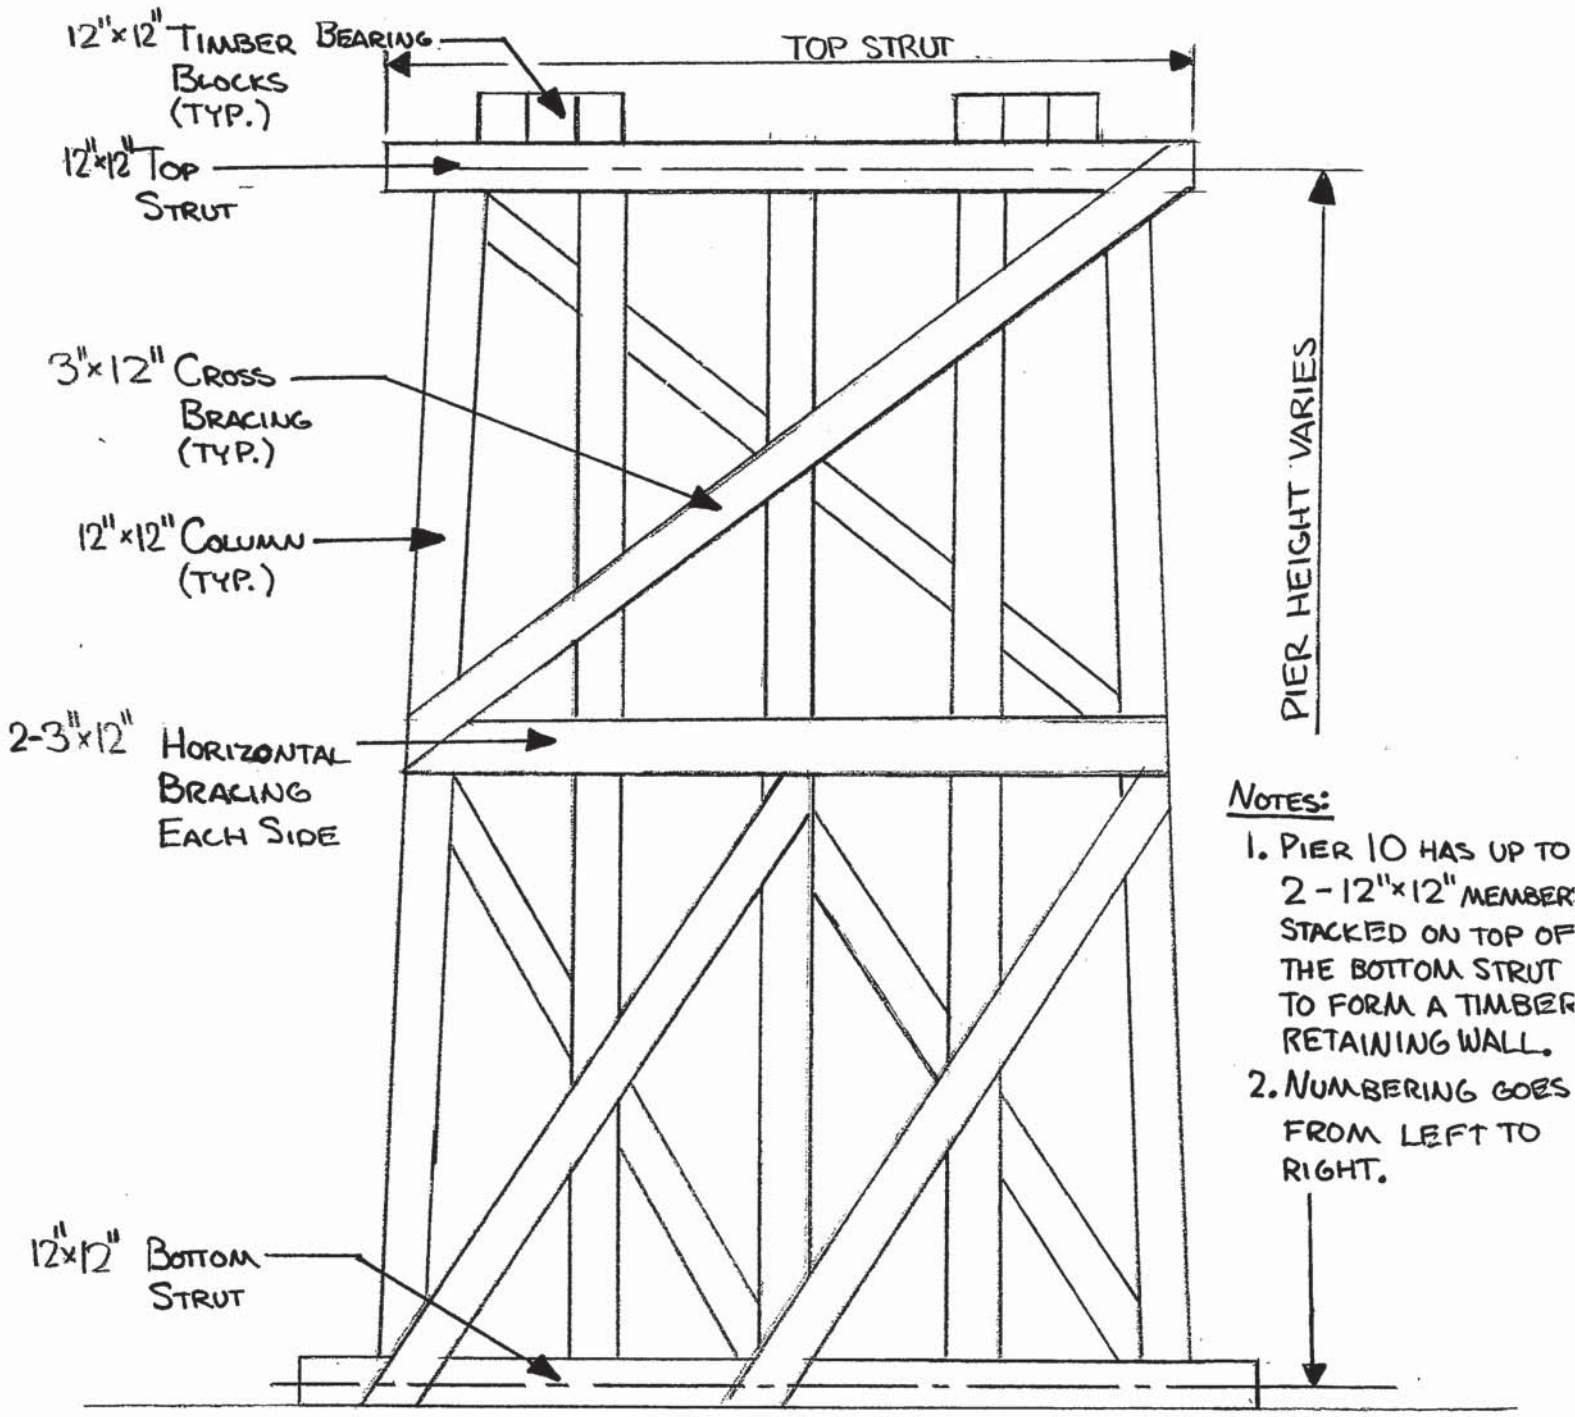 12"x12" TIMBER BEARING
BLOCKS
(TYP.)
TOP STRUT
12"x12" TOP
STRUT
3"x12" CROSS
BRACING
(TYP.)
12"x12" COLUMN
(TYP.)
2-3"x12" HORIZONTAL
BRACING
EACH SIDE
12"x12" BOTTOM
STRUT
PIER HEIGHT VARIES
NOTES:
1. PIER 10 HAS UP TO
2-12"x12" MEMBER
STACKED ON TOP OF
THE BOTTOM STRUT
TO FORM A TIMBER
RETAINING WALL.
2. NUMBERING GOES
FROM LEFT TO
RIGHT.